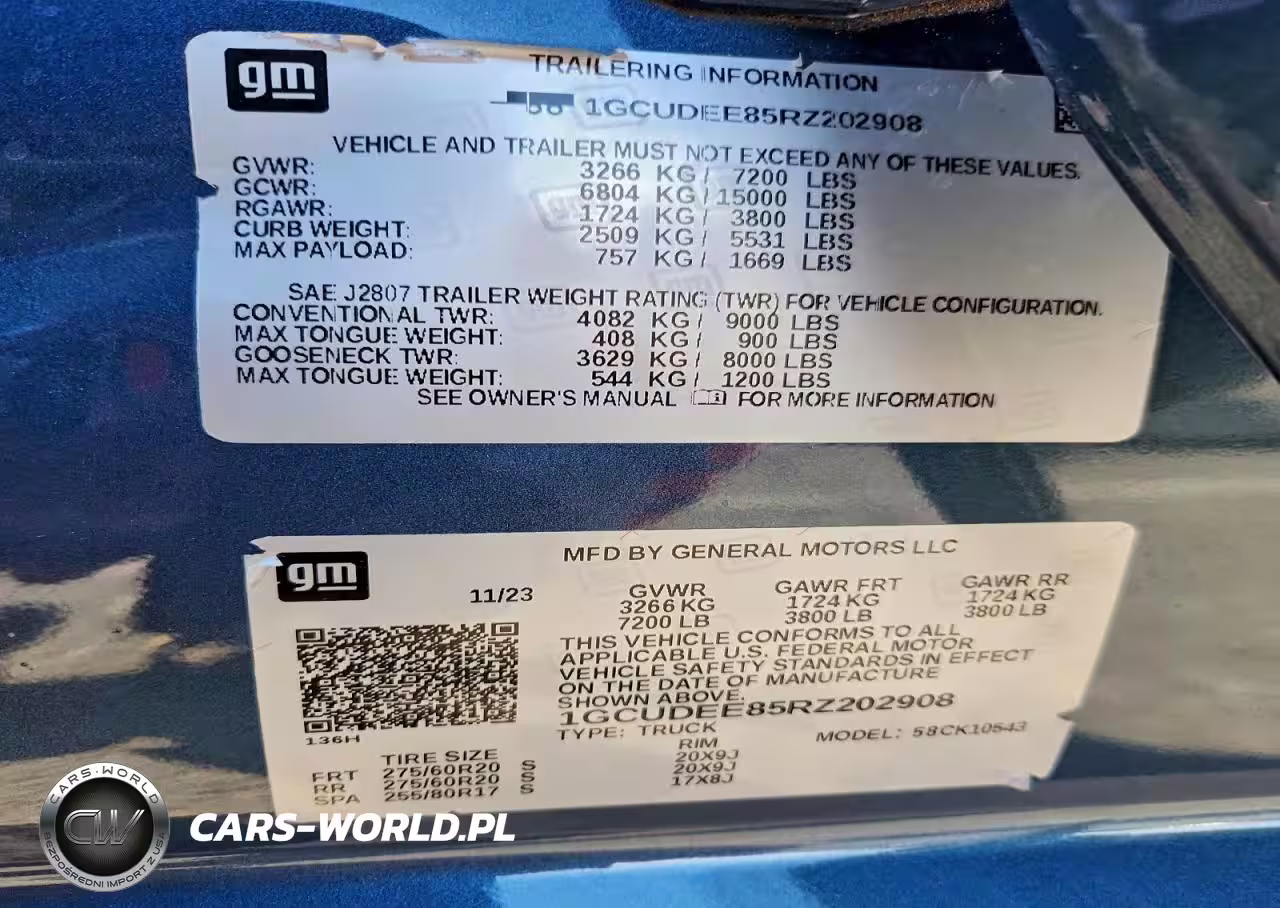 gm
TRAILERING INFORMATION
1GCUDEE85RZ202908
VEHICLE AND TRAILER MUST NOT EXCEED ANY OF THESE VALUES.
GVWR: 3266 KG / 7200 LBS
GCWR: 6804 KG / 15000 LBS
RGAWR: 1724 KG / 3800 LBS
CURB WEIGHT: 2509 KG / 5531 LBS
MAX PAYLOAD: 757 KG / 1669 LBS
SAE J2807 TRAILER WEIGHT RATING (TWR) FOR VEHICLE CONFIGURATION.
CONVENTIONAL TWR: 4082 KG / 9000 LBS
MAX TONGUE WEIGHT: 408 KG / 900 LBS
GOOSENECK TWR: 3629 KG / 8000 LBS
MAX TONGUE WEIGHT: 544 KG / 1200 LBS
SEE OWNER'S MANUAL FOR MORE INFORMATION
gm
MFD BY GENERAL MOTORS LLC
11/23 GVWR GAWR FRT GAWR RR
3266 KG 1724 KG 1724 KG
7200 LB 3800 LB 3800 LB
THIS VEHICLE CONFORMS TO ALL
APPLICABLE U.S. FEDERAL MOTOR
VEHICLE SAFETY STANDARDS IN EFFECT
ON THE DATE OF MANUFACTURE
SHOWN ABOVE.
1GCUDEE85RZ202908
136H
TYPE: TRUCK MODEL: 58CK10543
TIRE SIZE RIM
FRT 275/60R20 S 20X9J
RR 275/60R20 S 20X9J
SPA 255/80R17 S 17X8J
CARS-WORLD
CW
BEZPOŚREDNI IMPORT Z USA
CARS-WORLD.PL